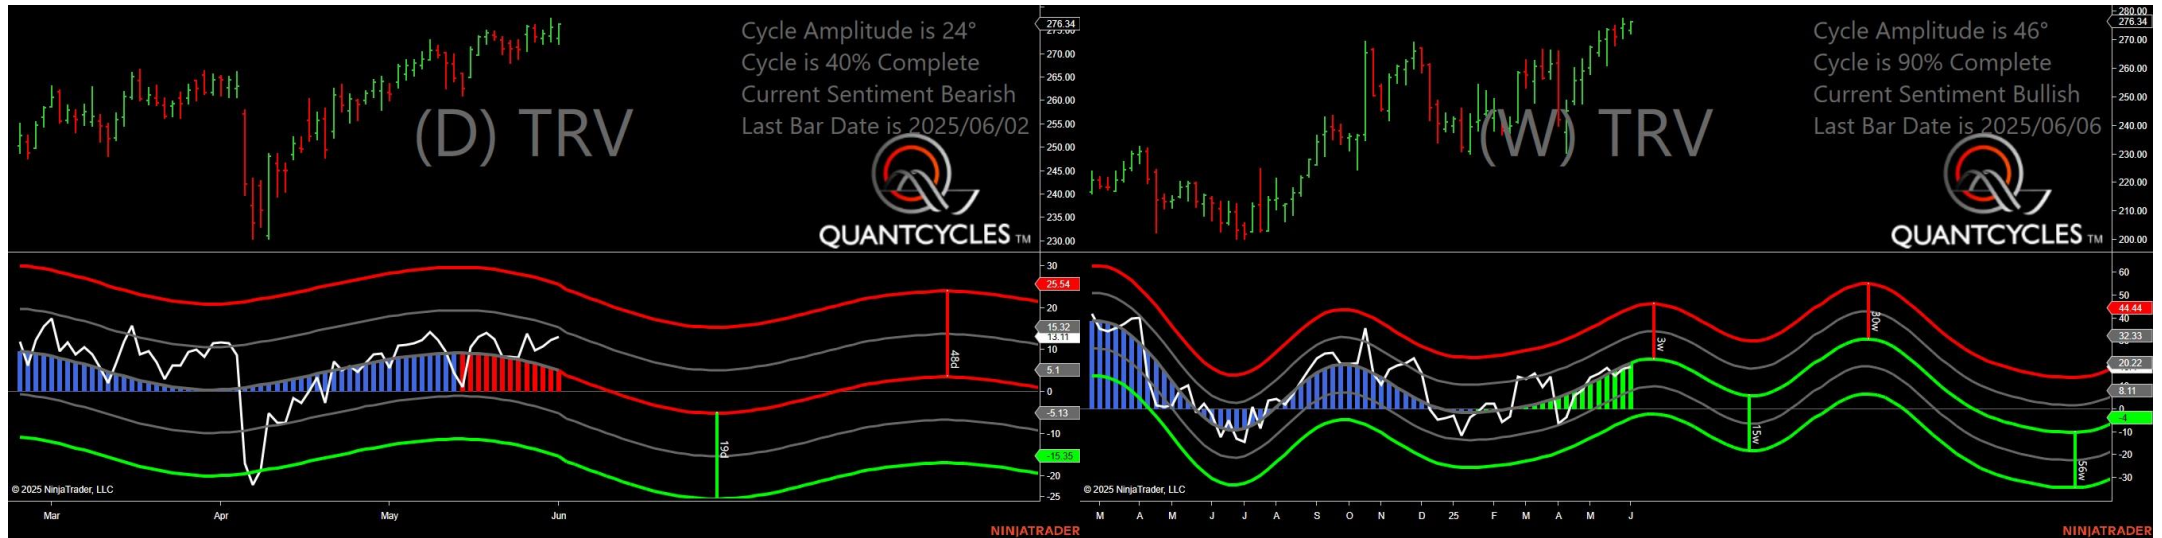 Cycle Amplitude is 24°
Cycle is 40% Complete
Current Sentiment Bearish
Last Bar Date is 2025/06/02
(D) TRV
QUANTCYCLES TM
276.34
270.00
265.00
260.00
255.00
250.00
245.00
240.00
235.00
230.00
30
25.54
20
15.32
13.11
10
5.1
0
-5.13
-10
-15.35
-20
-25
48d
19d
© 2025 NinjaTrader, LLC
Mar Apr May Jun
NINJATRADER
Cycle Amplitude is 46°
Cycle is 90% Complete
Current Sentiment Bullish
Last Bar Date is 2025/06/06
(W) TRV
QUANTCYCLES TM
280.00
276.34
270.00
260.00
250.00
240.00
230.00
220.00
210.00
200.00
60
50
44.44
40
32.33
20.22
8.11
0
-4
-10
-20
-30
3w
30w
15w
56w
© 2025 NinjaTrader, LLC
M A M J J A S O N D 25 F M A M J
NINJATRADER